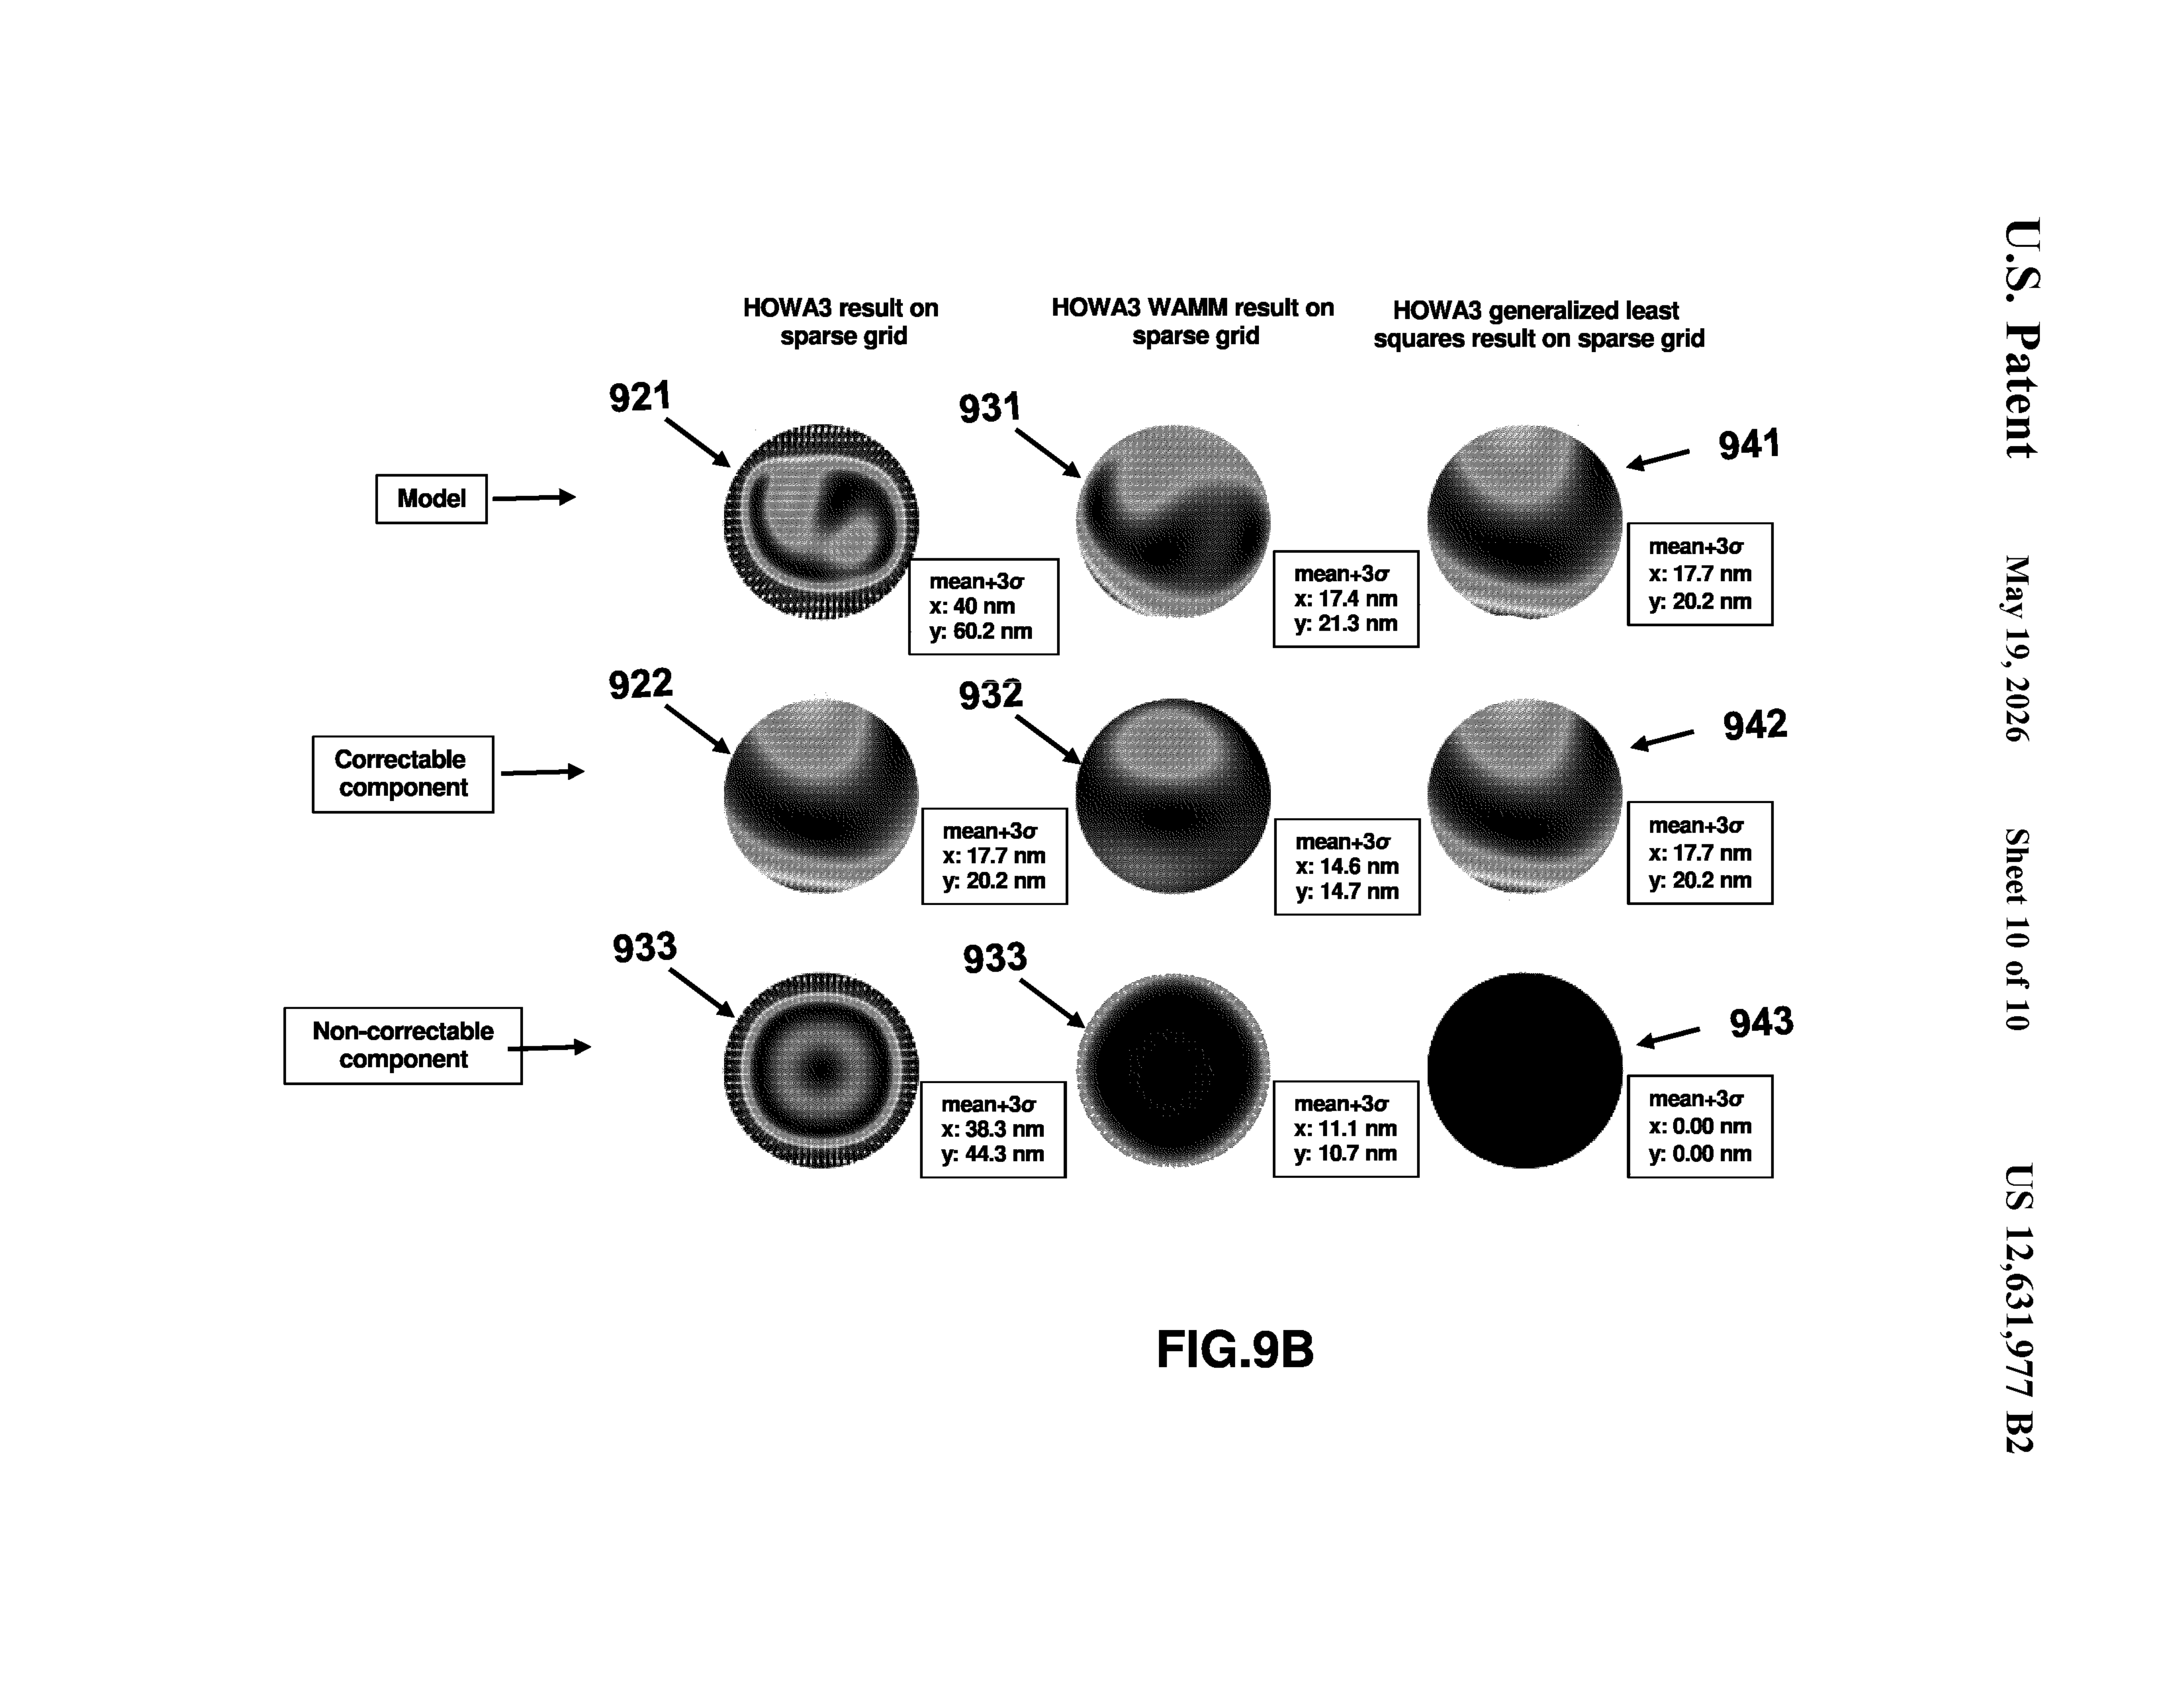 U.S. Patent May 19, 2026 Sheet 10 of 10 US 12,631,977 B2
HOWA3 result on
sparse grid
HOWA3 WAMM result on
sparse grid
HOWA3 generalized least
squares result on sparse grid
921
931
941
Model
mean+3σ
x: 40 nm
y: 60.2 nm
mean+3σ
x: 17.4 nm
y: 21.3 nm
mean+3σ
x: 17.7 nm
y: 20.2 nm
922
932
942
Correctable
component
mean+3σ
x: 17.7 nm
y: 20.2 nm
mean+3σ
x: 14.6 nm
y: 14.7 nm
mean+3σ
x: 17.7 nm
y: 20.2 nm
933
933
943
Non-correctable
component
mean+3σ
x: 38.3 nm
y: 44.3 nm
mean+3σ
x: 11.1 nm
y: 10.7 nm
mean+3σ
x: 0.00 nm
y: 0.00 nm
FIG.9B